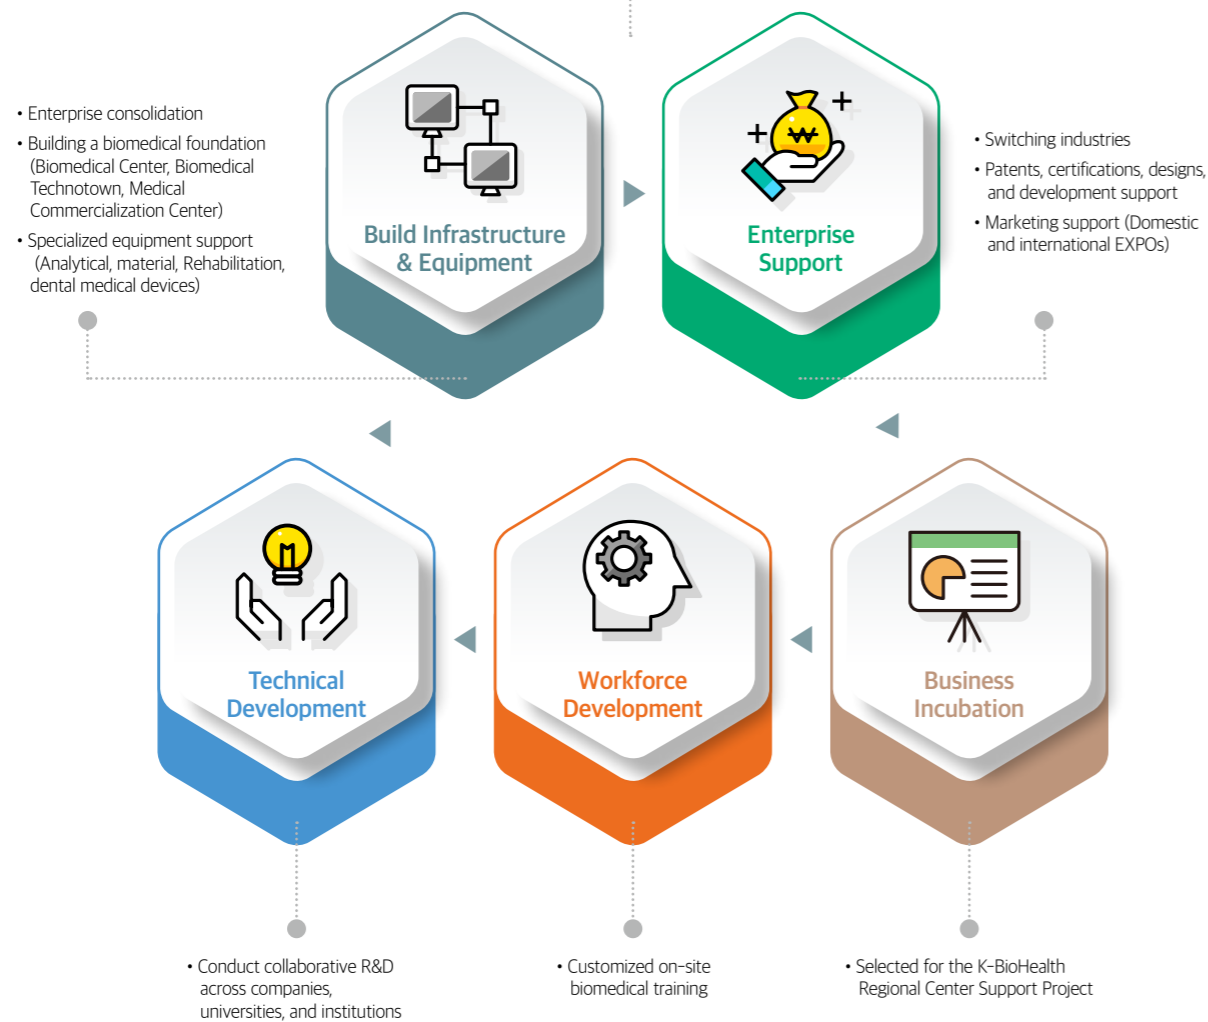 • Enterprise consolidation
• Building a biomedical foundation
(Biomedical Center, Biomedical
Technotown, Medical
Commercialization Center)
• Specialized equipment support
(Analytical, material, Rehabilitation,
dental medical devices)
Build Infrastructure
& Equipment
₩
Enterprise
Support
• Switching industries
• Patents, certifications, designs,
and development support
• Marketing support (Domestic
and international EXPOs)
Technical
Development
Workforce
Development
Business
Incubation
• Conduct collaborative R&D
across companies,
universities, and institutions
• Customized on-site
biomedical training
• Selected for the K-BioHealth
Regional Center Support Project